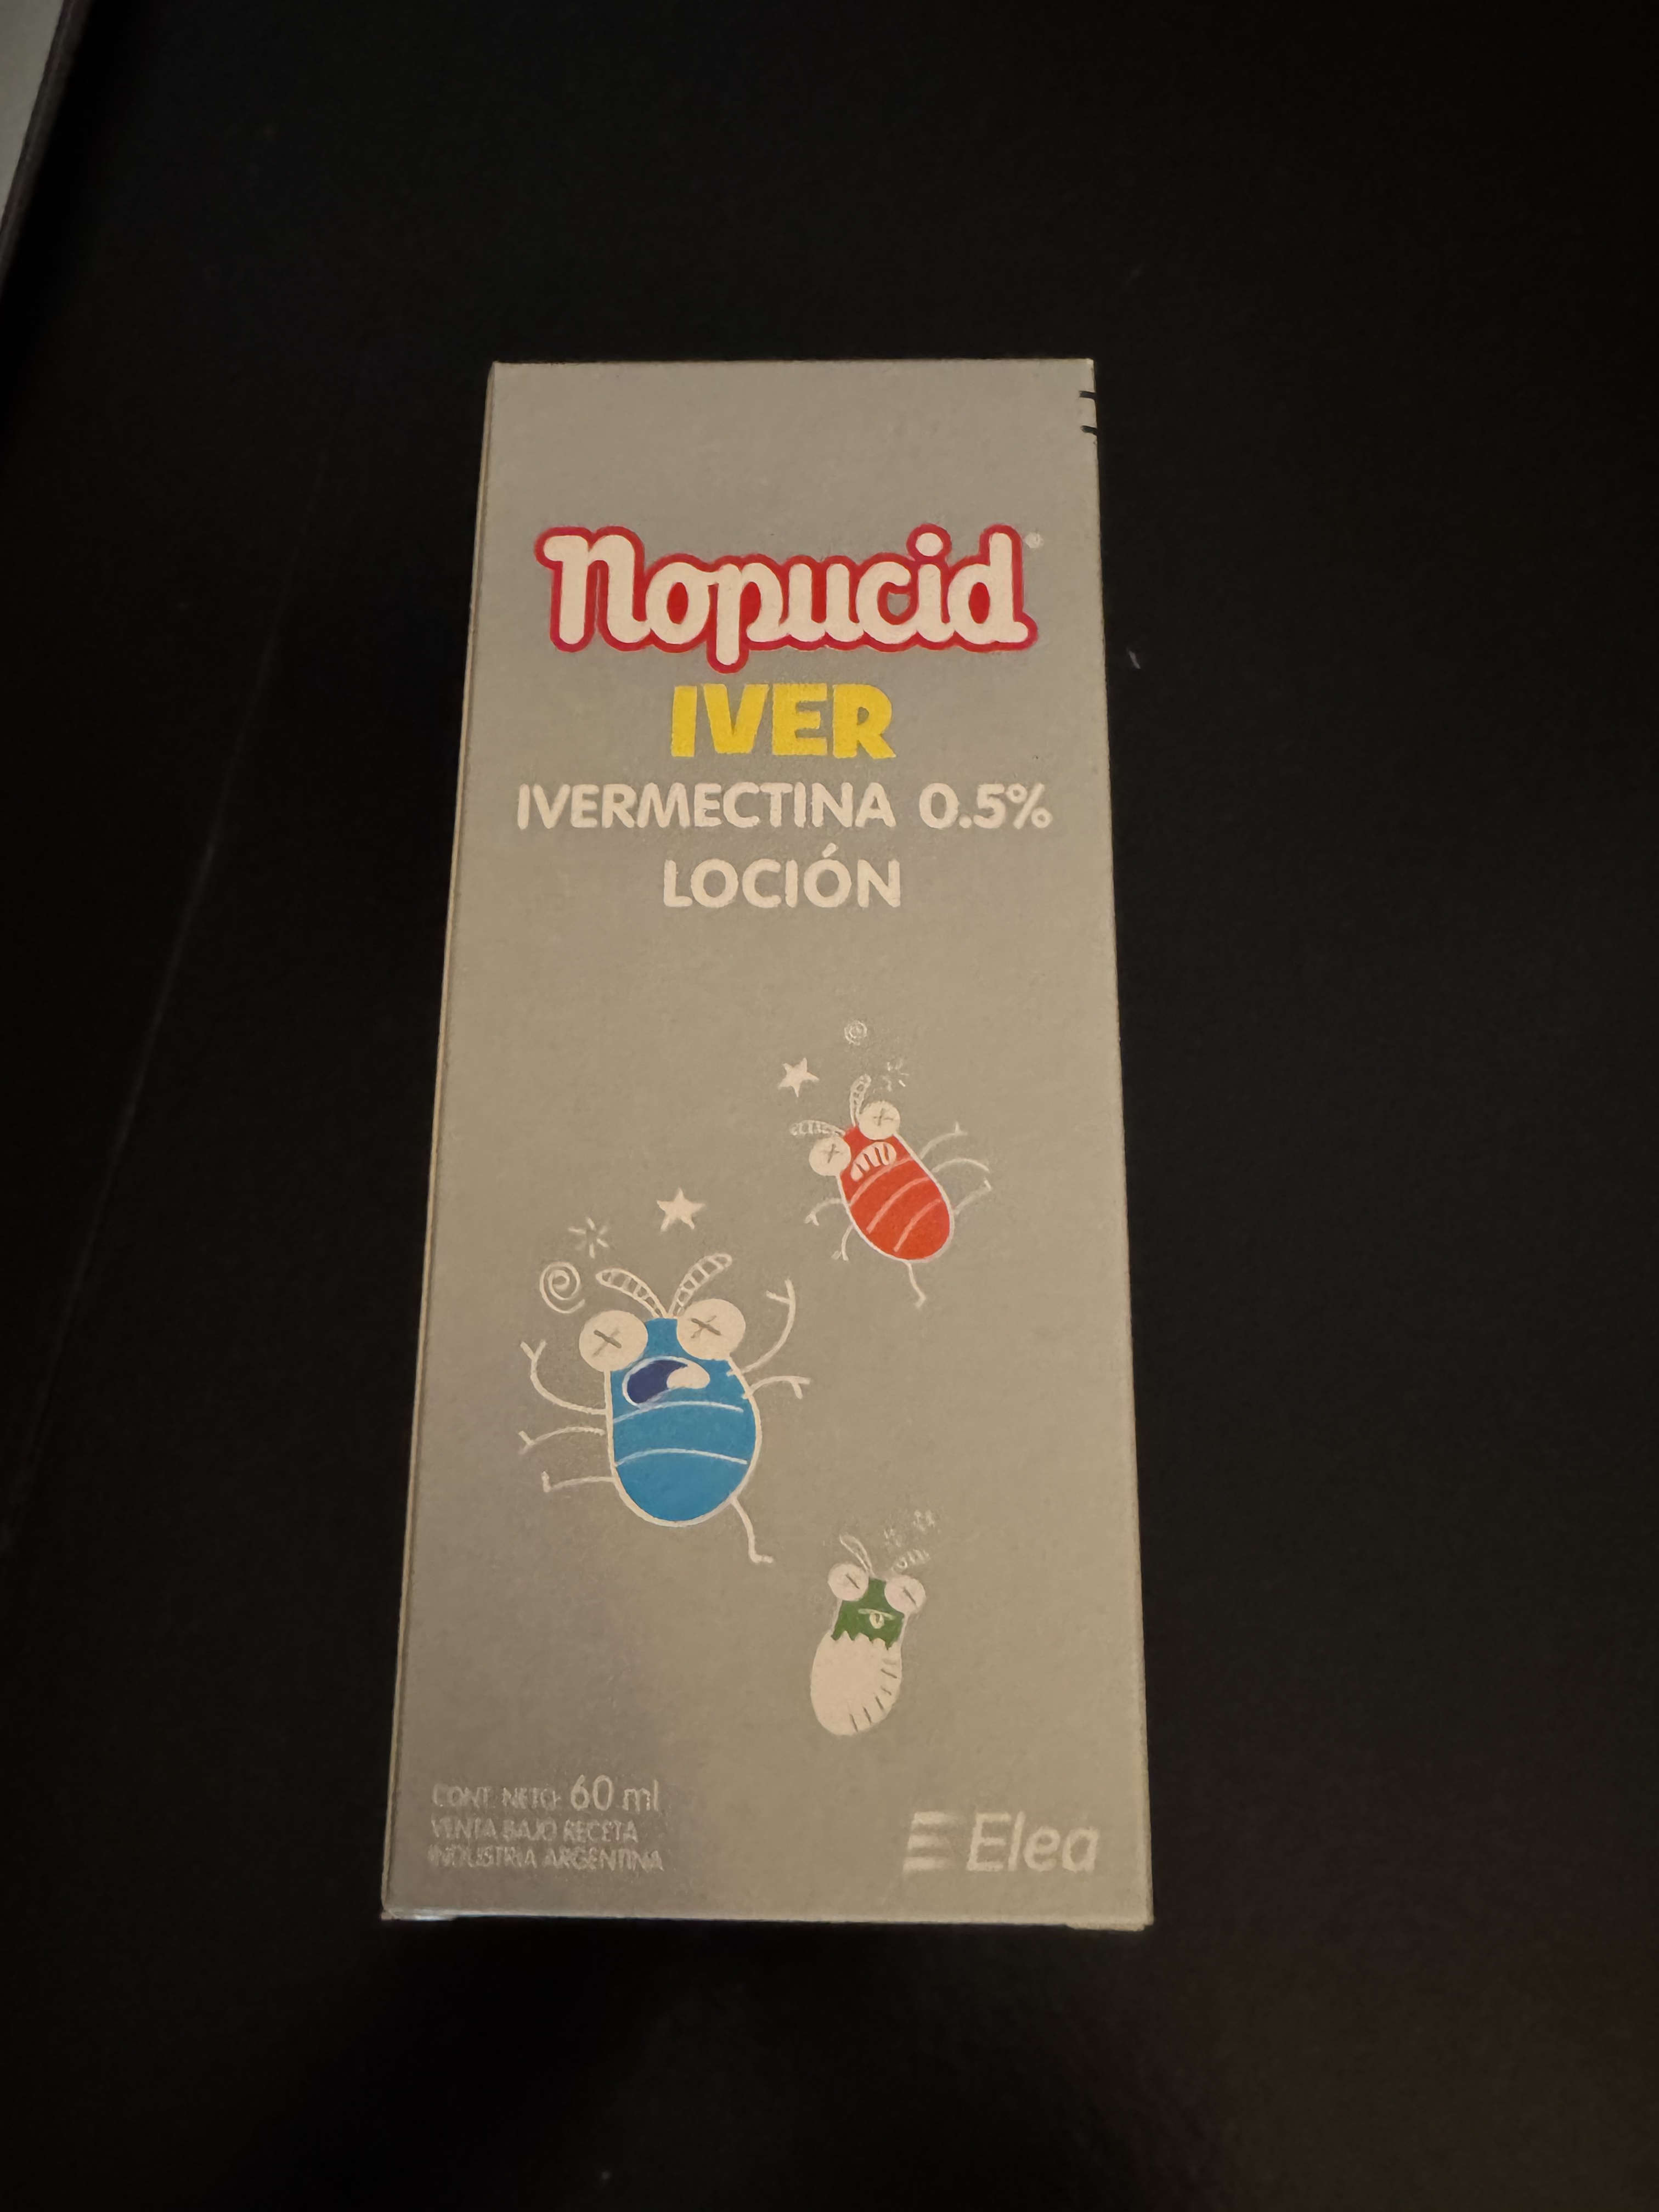 Nopucid®
IVER
IVERMECTINA 0.5%
LOCIÓN
CONT. NETO: 60 ml
VENTA BAJO RECETA
INDUSTRIA ARGENTINA
Elea